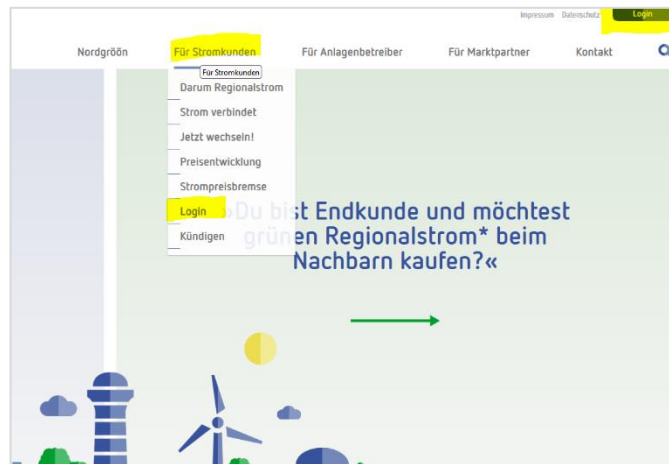 Impressum Datenschutz Login
Nordgröön Für Stromkunden Für Anlagenbetreiber Für Marktpartner Kontakt
Für Stromkunden
Darum Regionalstrom
Strom verbindet
Jetzt wechseln!
Preisentwicklung
Strompreisbremse
Login
Kündigen
»Du bist Endkunde und möchtest
grünen Regionalstrom* beim
Nachbarn kaufen?«